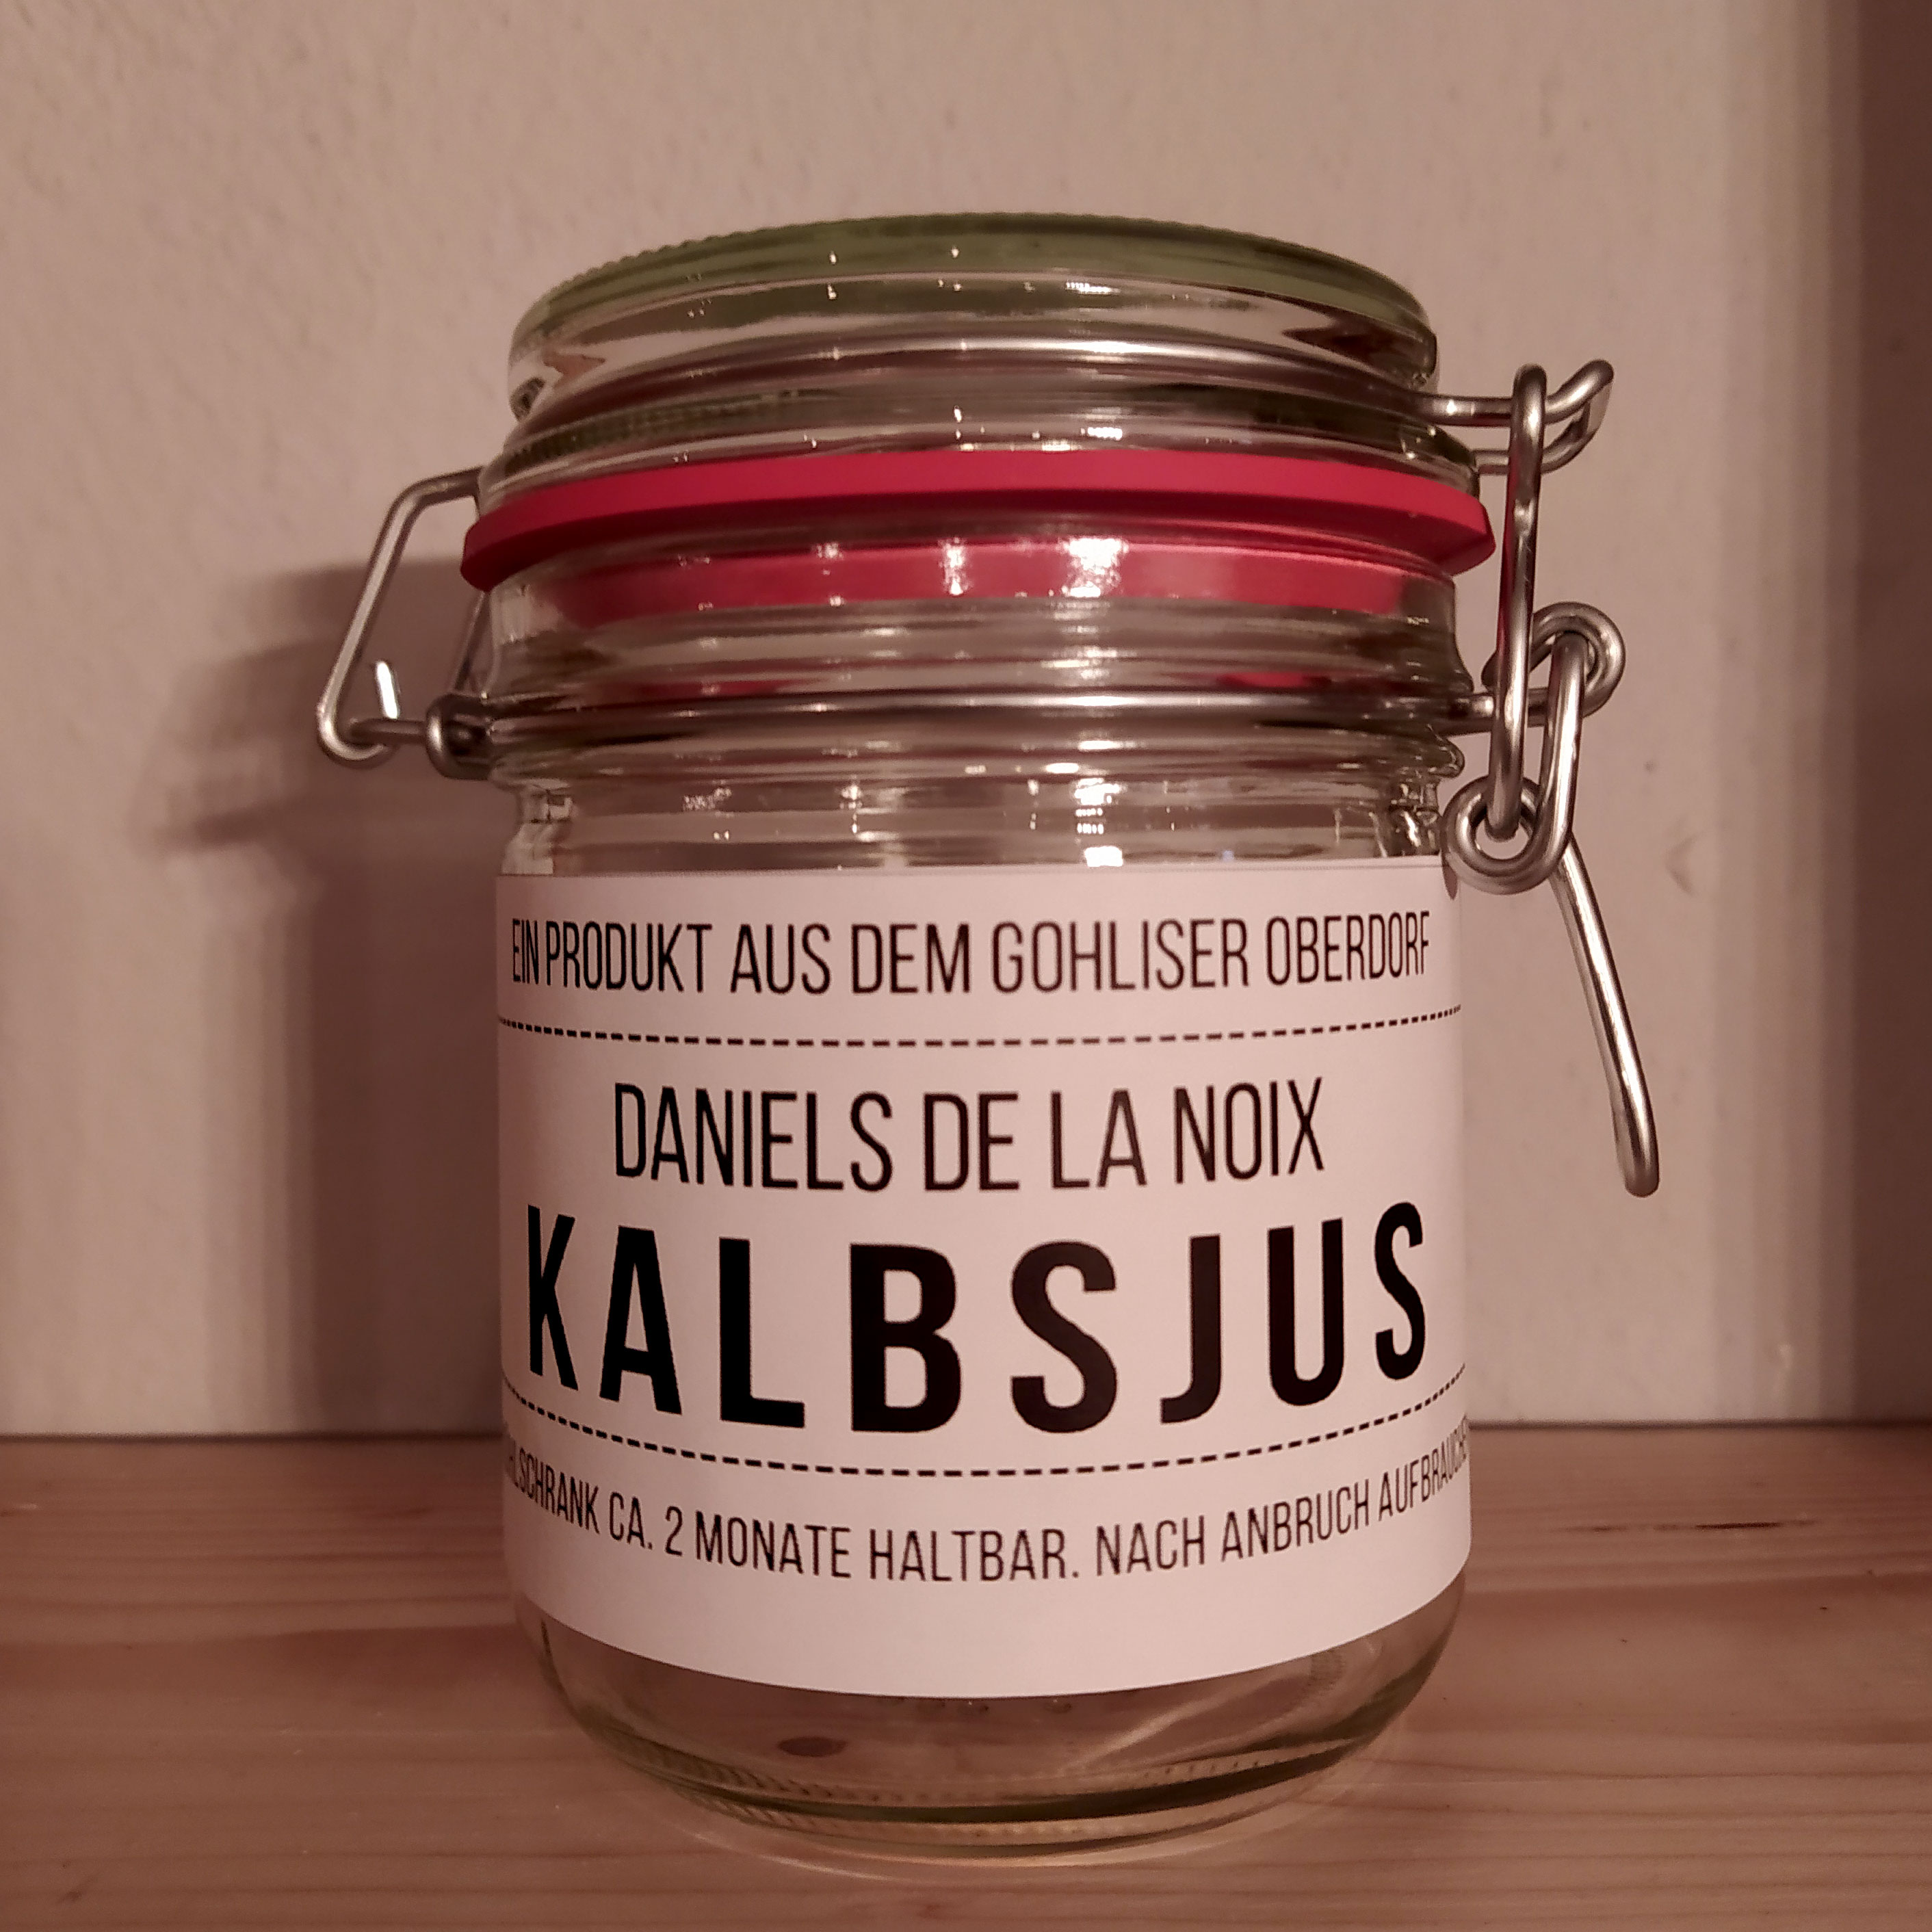 EIN PRODUKT AUS DEM GOHLISER OBERDORF
DANIELS DE LA NOIX
KALBSJUS
CA. 2 MONATE HALTBAR. NACH ANBRUCH